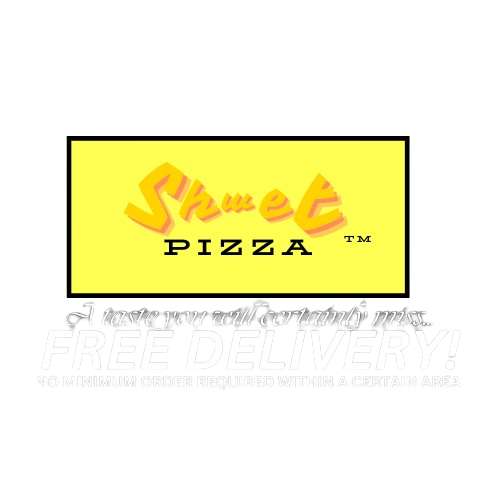 Shwet
PIZZA ™
A taste you will certainly miss..
FREE DELIVERY!
NO MINIMUM ORDER REQUIRED WITHIN A CERTAIN AREA